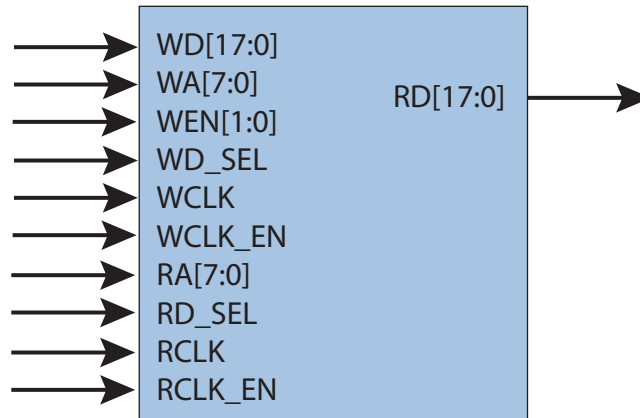 WD[17:0]
WA[7:0]
WEN[1:0]
WD_SEL
WCLK
WCLK_EN
RA[7:0]
RD_SEL
RCLK
RCLK_EN
RD[17:0]